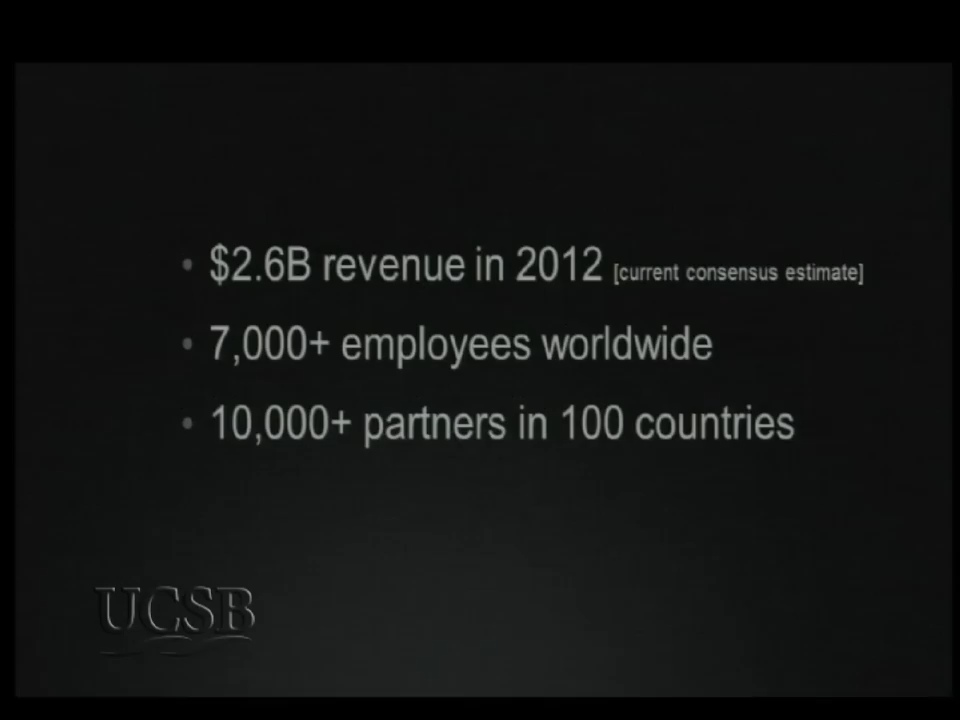 • $2.6B revenue in 2012 [current consensus estimate]
• 7,000+ employees worldwide
• 10,000+ partners in 100 countries
UCSB